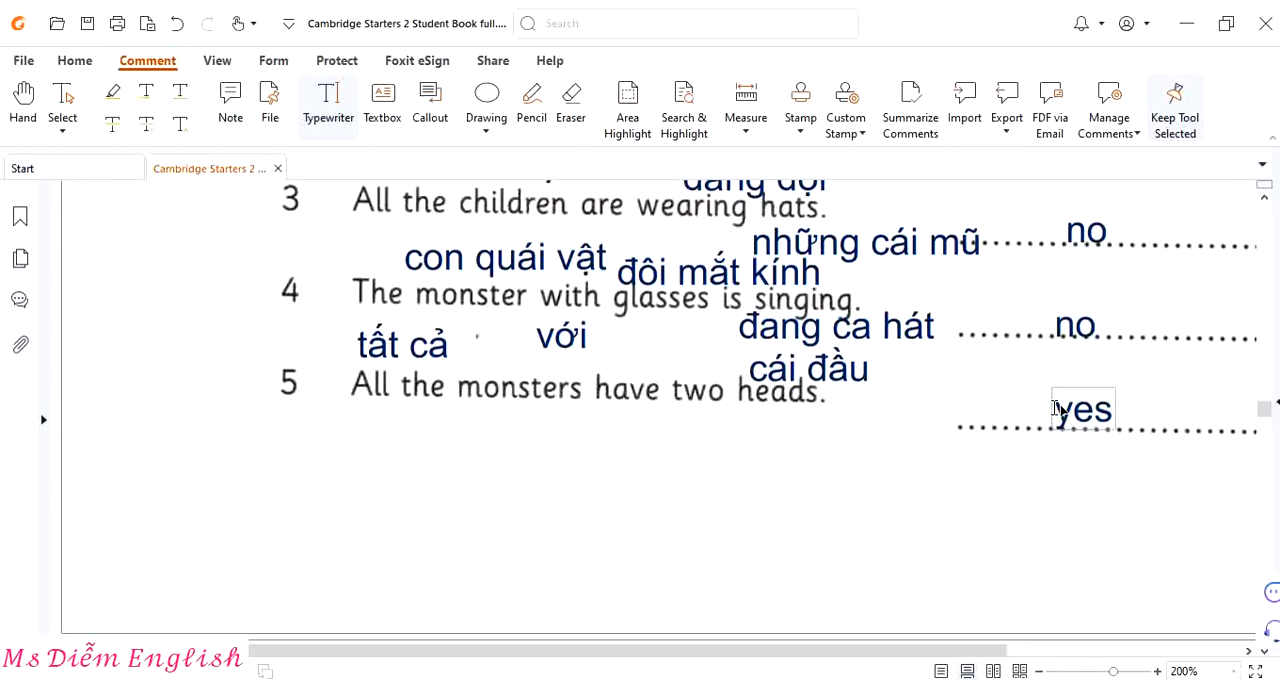 Cambridge Starters 2 Student Book full....
Search
File Home Comment View Form Protect Foxit eSign Share Help
Hand Select Note File Typewriter Textbox Callout Drawing Pencil Eraser Area Highlight Search & Highlight Measure Stamp Custom Stamp Summarize Comments Import Export FDF via Email Manage Comments Keep Tool Selected
Start Cambridge Starters 2 ...
đang đợi
3 All the children are wearing hats.
những cái mũ no
con quái vật đôi mắt kính
4 The monster with glasses is singing.
tất cả với đang ca hát no
cái đầu
5 All the monsters have two heads.
yes
Ms Diễm English
200%